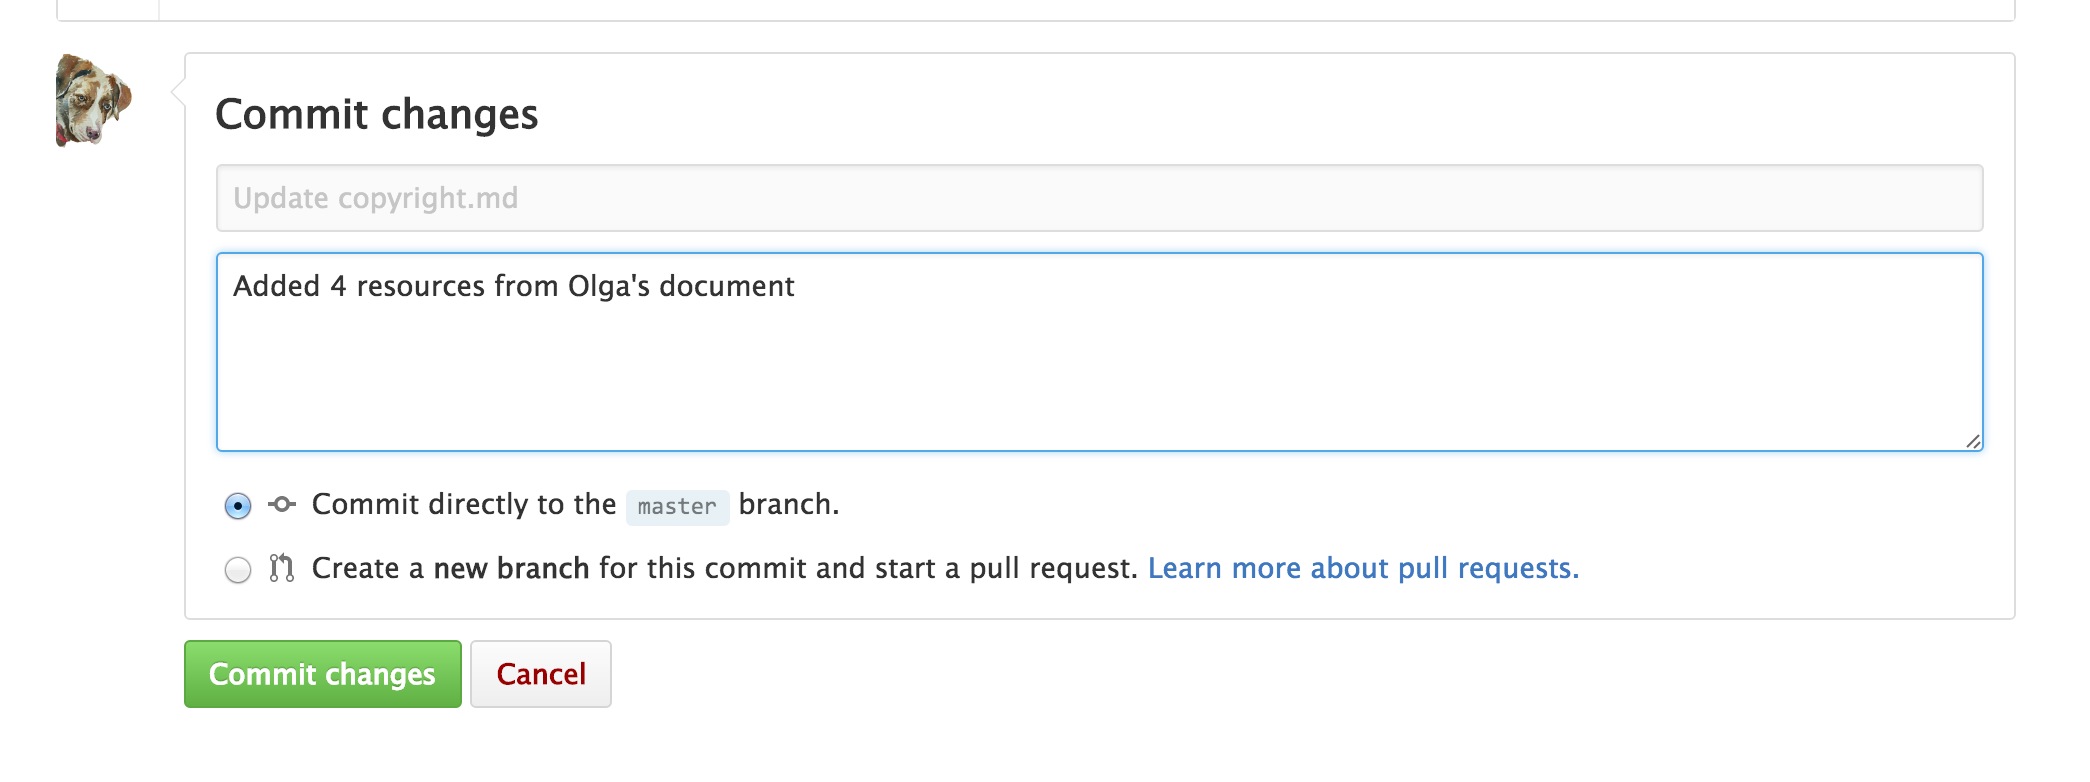 Commit changes
Update copyright.md
Added 4 resources from Olga's document
Commit directly to the master branch.
Create a new branch for this commit and start a pull request. Learn more about pull requests.
Commit changes Cancel